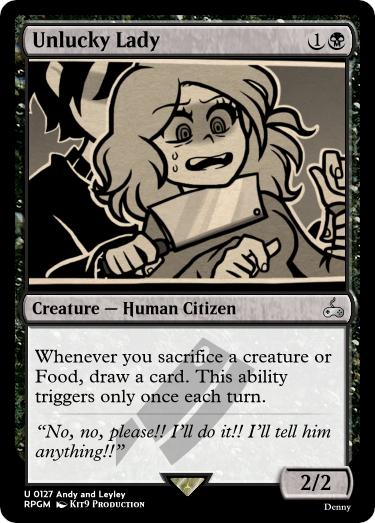 Unlucky Lady 1
Creature — Human Citizen
Whenever you sacrifice a creature or
Food, draw a card. This ability
triggers only once each turn.
“No, no, please!! I’ll do it!! I’ll tell him
anything!!”
2/2
U 0127 Andy and Leyley
RPGM Kit9 Production
Denny